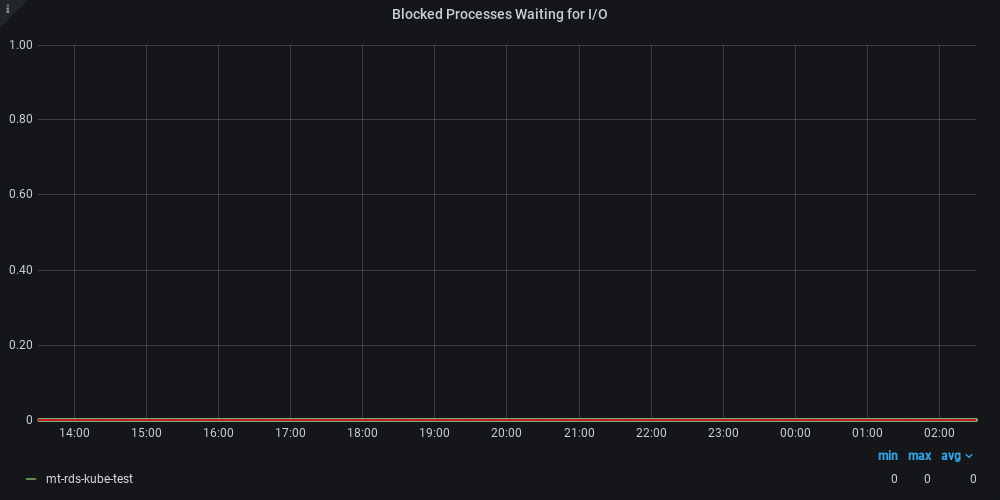 i
Blocked Processes Waiting for I/O
1.00
0.80
0.60
0.40
0.20
0
14:00 15:00 16:00 17:00 18:00 19:00 20:00 21:00 22:00 23:00 00:00 01:00 02:00
min max avg
mt-rds-kube-test 0 0 0